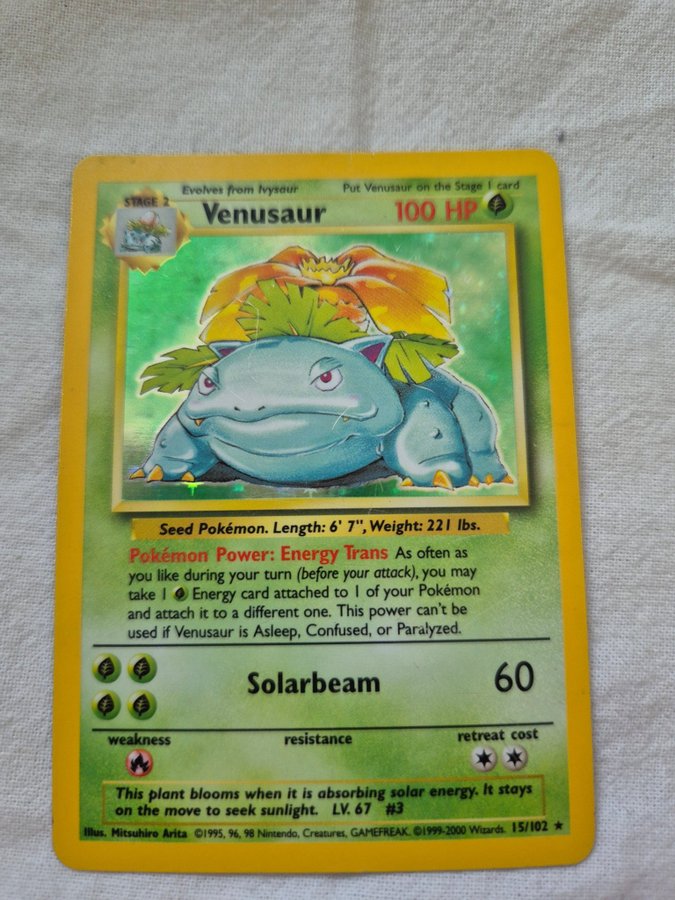 Evolves from Ivysaur Put Venusaur on the Stage 1 card
STAGE 2
Venusaur 100 HP
Seed Pokémon. Length: 6' 7", Weight: 221 lbs.
Pokémon Power: Energy Trans As often as
you like during your turn (before your attack), you may
take 1 Energy card attached to 1 of your Pokémon
and attach it to a different one. This power can't be
used if Venusaur is Asleep, Confused, or Paralyzed.
Solarbeam 60
weakness resistance retreat cost
This plant blooms when it is absorbing solar energy. It stays
on the move to seek sunlight. LV. 67 #3
Illus. Mitsuhiro Arita ©1995, 96, 98 Nintendo, Creatures, GAMEFREAK. ©1999-2000 Wizards. 15/102 ★